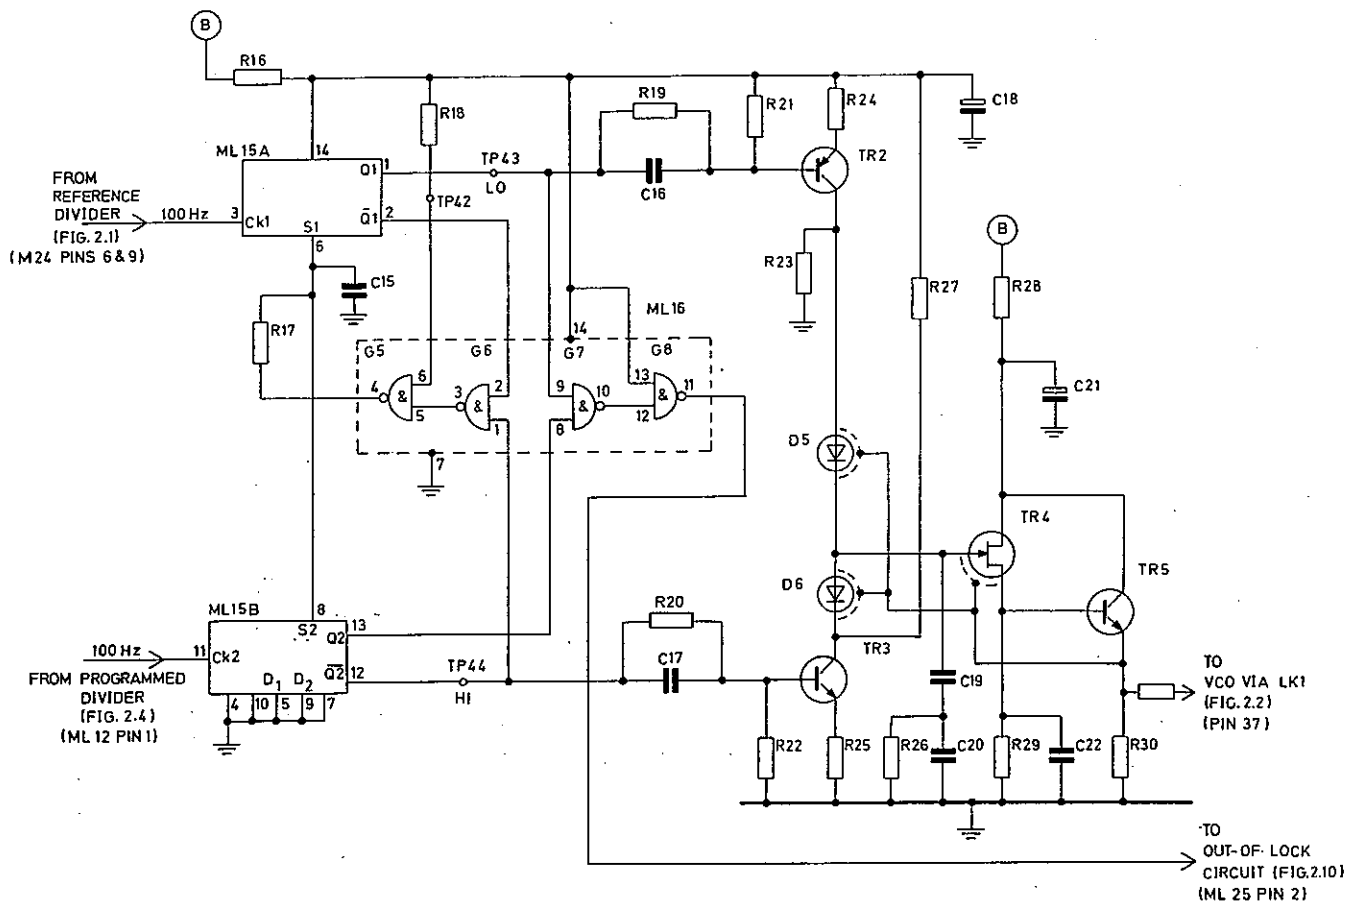 B
R16
R18
R19
R21
R24
C18
ML15A
14
Q1
1
TP43
LO
C16
TR2
FROM
REFERENCE
DIVIDER
(FIG. 2.1)
(M24 PINS 6 & 9)
100 Hz
3
Ck1
Q̅1
2
S1
6
TP42
C15
R17
R23
R27
B
R28
ML16
14
G5
G6
G7
G8
4
&
6
5
3
&
2
1
9
8
&
10
13
12
&
11
7
C21
D5
TR4
D6
TR5
ML15B
8
S2
13
Q2
100 Hz
11
Ck2
Q̅2
12
TP44
HI
R20
C17
TR3
C19
FROM PROGRAMMED
DIVIDER
(FIG. 2.4)
(ML 12 PIN 1)
D1
D2
4
10
5
9
7
TO
VCO VIA LK1
(FIG. 2.2)
(PIN 37)
R22
R25
R26
C20
R29
C22
R30
TO
OUT-OF-LOCK
CIRCUIT (FIG. 2.10)
(ML 25 PIN 2)